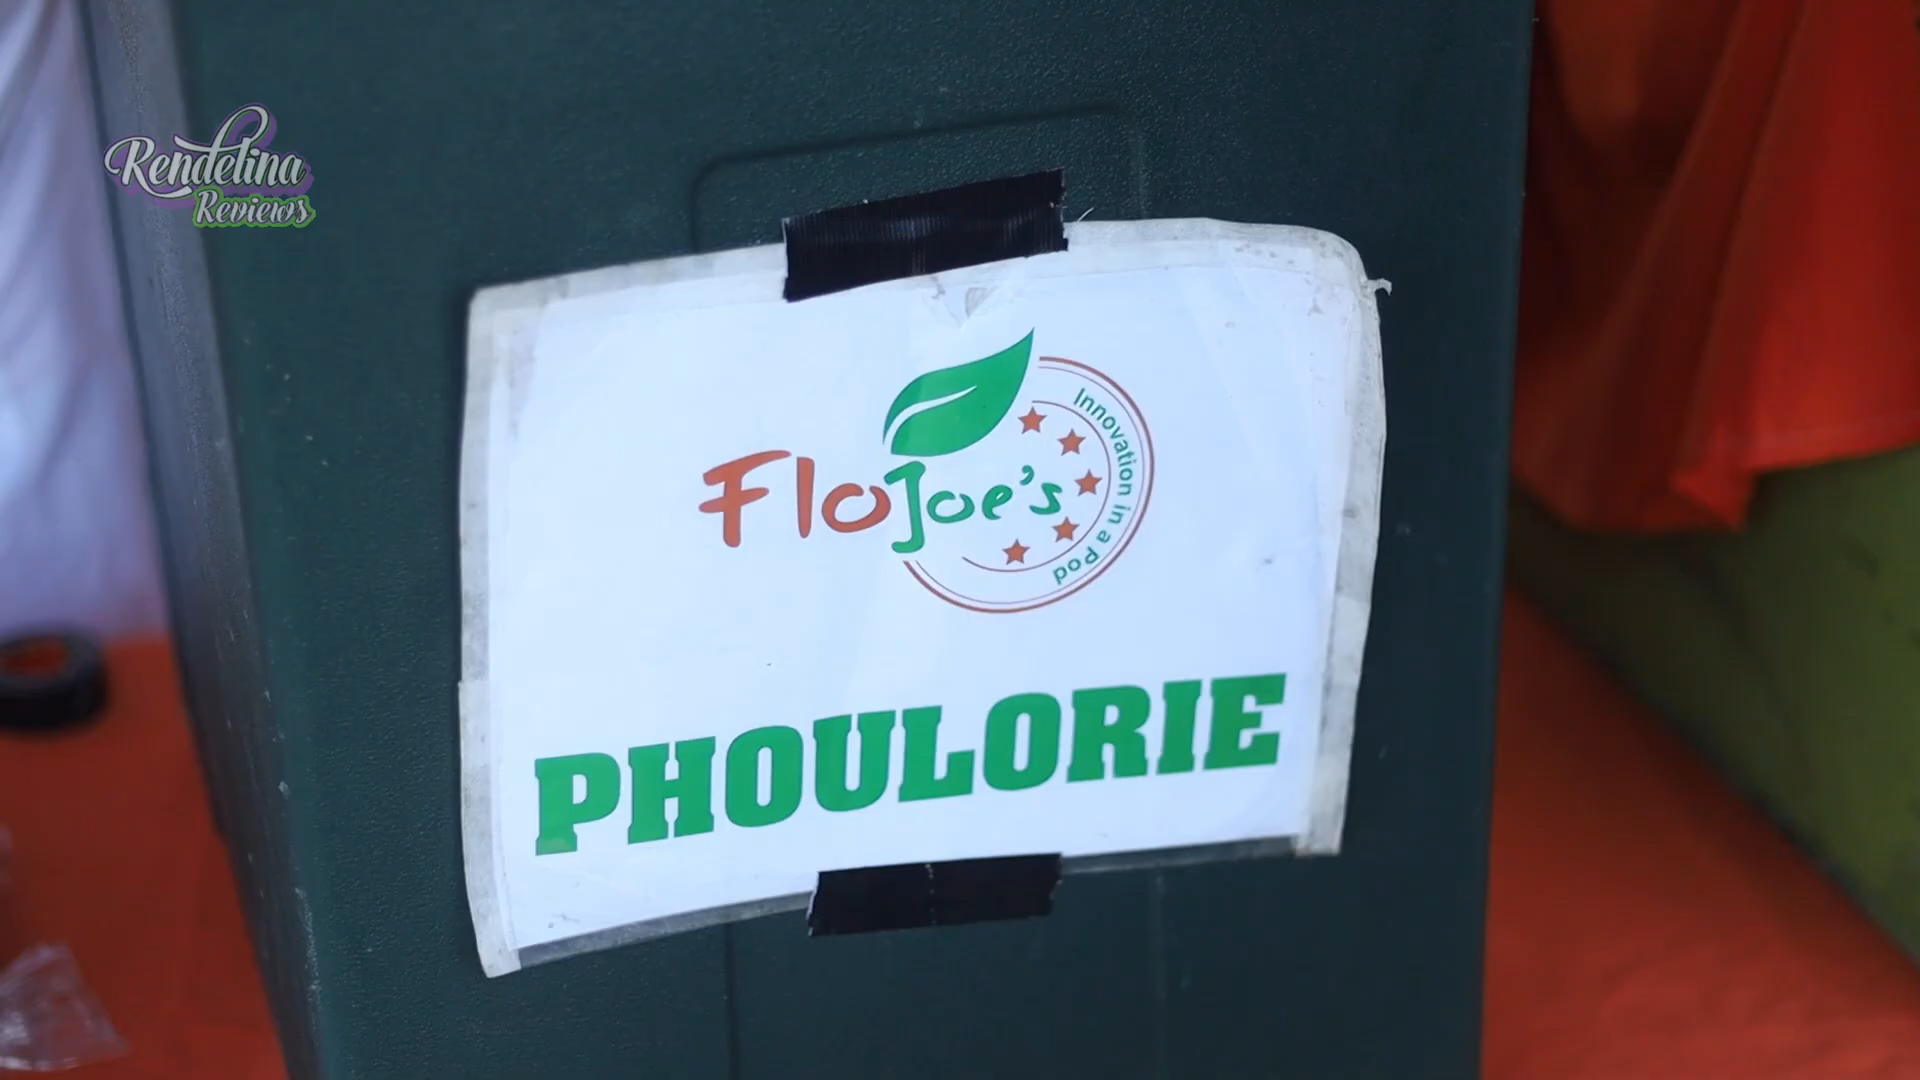 Rendelina
Reviews
FloJoe's
Innovation in a Pod
PHOULORIE